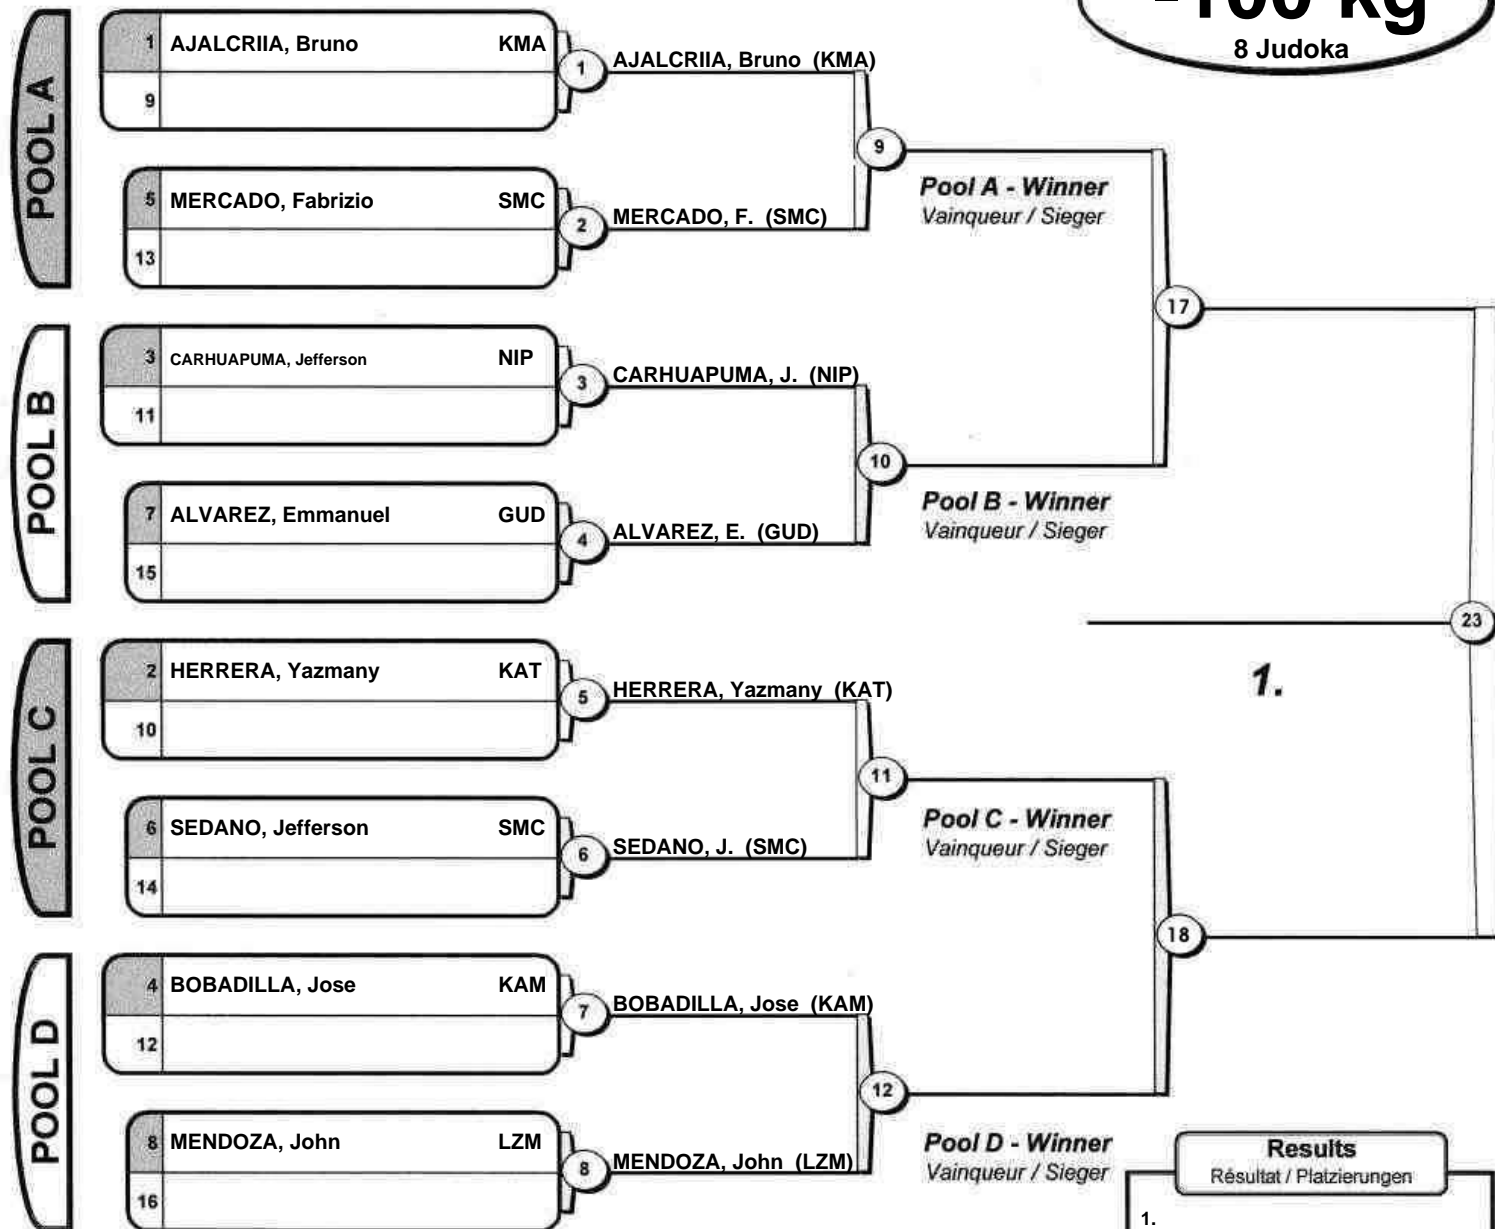 -100 kg
8 Judoka
POOL A
1 AJALCRIIA, Bruno KMA
9
1 AJALCRIIA, Bruno (KMA)
5 MERCADO, Fabrizio SMC
13
2 MERCADO, F. (SMC)
9
Pool A - Winner
Vainqueur / Sieger
POOL B
3 CARHUAPUMA, Jefferson NIP
11
3 CARHUAPUMA, J. (NIP)
7 ALVAREZ, Emmanuel GUD
15
4 ALVAREZ, E. (GUD)
10
Pool B - Winner
Vainqueur / Sieger
17
23
1.
POOL C
2 HERRERA, Yazmany KAT
10
5 HERRERA, Yazmany (KAT)
6 SEDANO, Jefferson SMC
14
6 SEDANO, J. (SMC)
11
Pool C - Winner
Vainqueur / Sieger
18
POOL D
4 BOBADILLA, Jose KAM
12
7 BOBADILLA, Jose (KAM)
8 MENDOZA, John LZM
16
8 MENDOZA, John (LZM)
12
Pool D - Winner
Vainqueur / Sieger
Results
Résultat / Platzierungen
1.